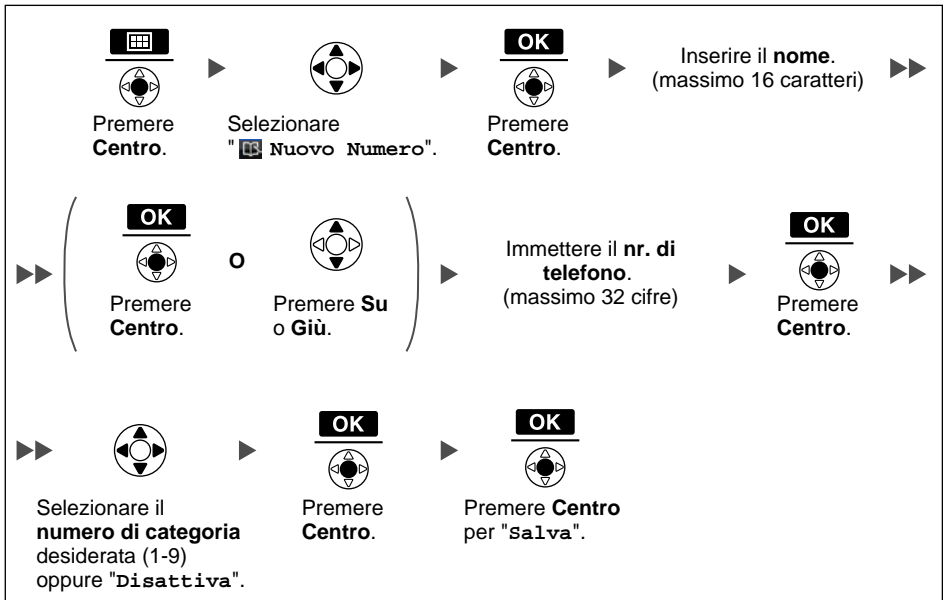 OK
Premere
Centro.
Selezionare
" Nuovo Numero".
Premere
Centro.
Inserire il nome.
(massimo 16 caratteri)
OK
Premere
Centro.
O
Premere Su
o Giù.
Immettere il nr. di
telefono.
(massimo 32 cifre)
OK
Premere
Centro.
Selezionare il
numero di categoria
desiderata (1-9)
oppure "Disattiva".
OK
Premere
Centro.
OK
Premere Centro
per "Salva".